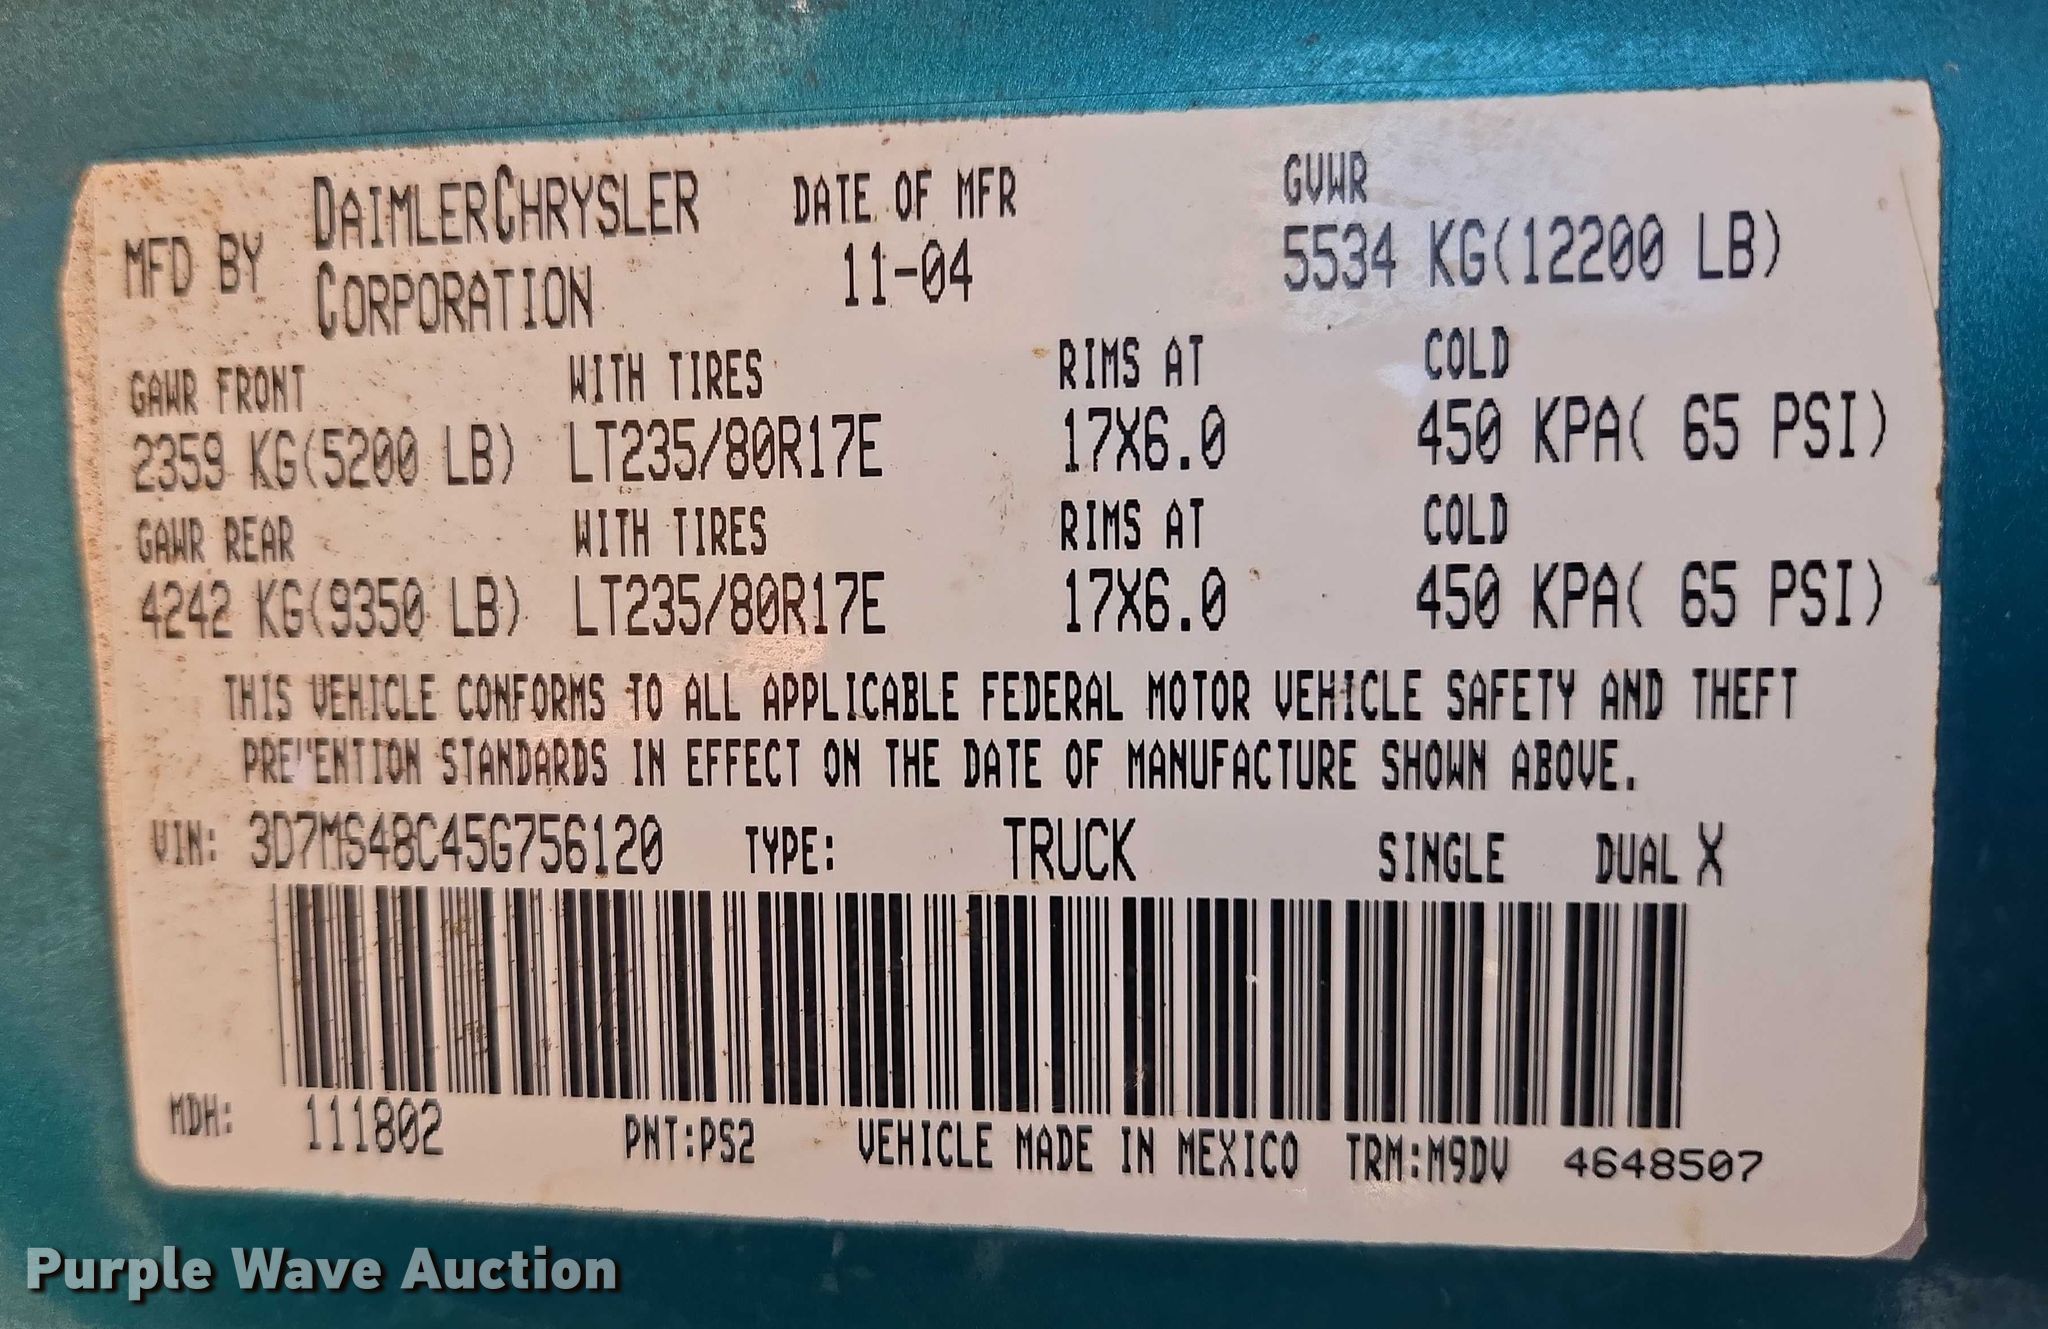 MFD BY DAIMLERCHRYSLER CORPORATION
DATE OF MFR
11-04
GVWR
5534 KG(12200 LB)
GAWR FRONT WITH TIRES RIMS AT COLD
2359 KG(5200 LB) LT235/80R17E 17X6.0 450 KPA( 65 PSI)
GAWR REAR WITH TIRES RIMS AT COLD
4242 KG(9350 LB) LT235/80R17E 17X6.0 450 KPA( 65 PSI)
THIS VEHICLE CONFORMS TO ALL APPLICABLE FEDERAL MOTOR VEHICLE SAFETY AND THEFT
PREVENTION STANDARDS IN EFFECT ON THE DATE OF MANUFACTURE SHOWN ABOVE.
VIN: 3D7MS48C45G756120 TYPE: TRUCK SINGLE DUAL X
MDH: 111802 PNT:PS2 VEHICLE MADE IN MEXICO TRM:M9DV 4648507
Purple Wave Auction